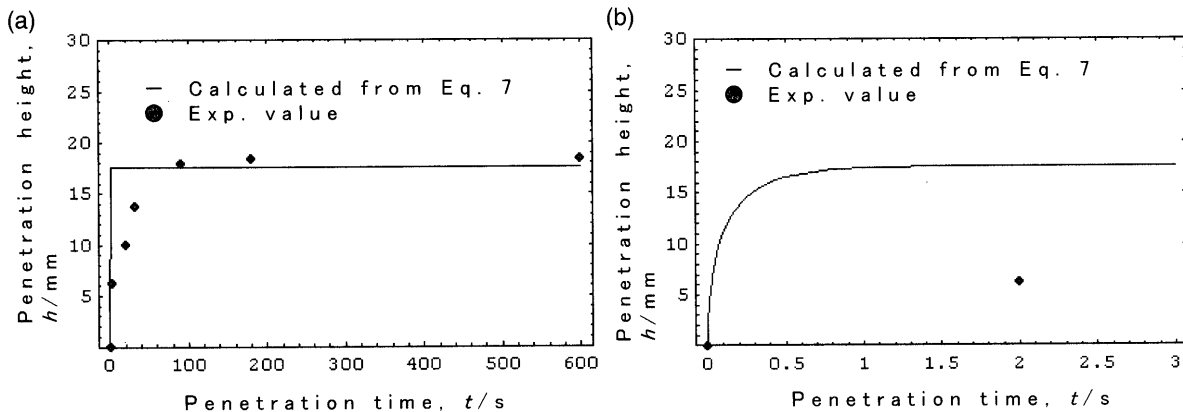 (a)
Penetration height,
h/mm
30
25
20
15
10
5
— Calculated from Eq. 7
Exp. value
0 100 200 300 400 500 600
Penetration time, t/s
(b)
Penetration height,
h/mm
30
25
20
15
10
5
— Calculated from Eq. 7
Exp. value
0 0.5 1 1.5 2 2.5 3
Penetration time, t/s